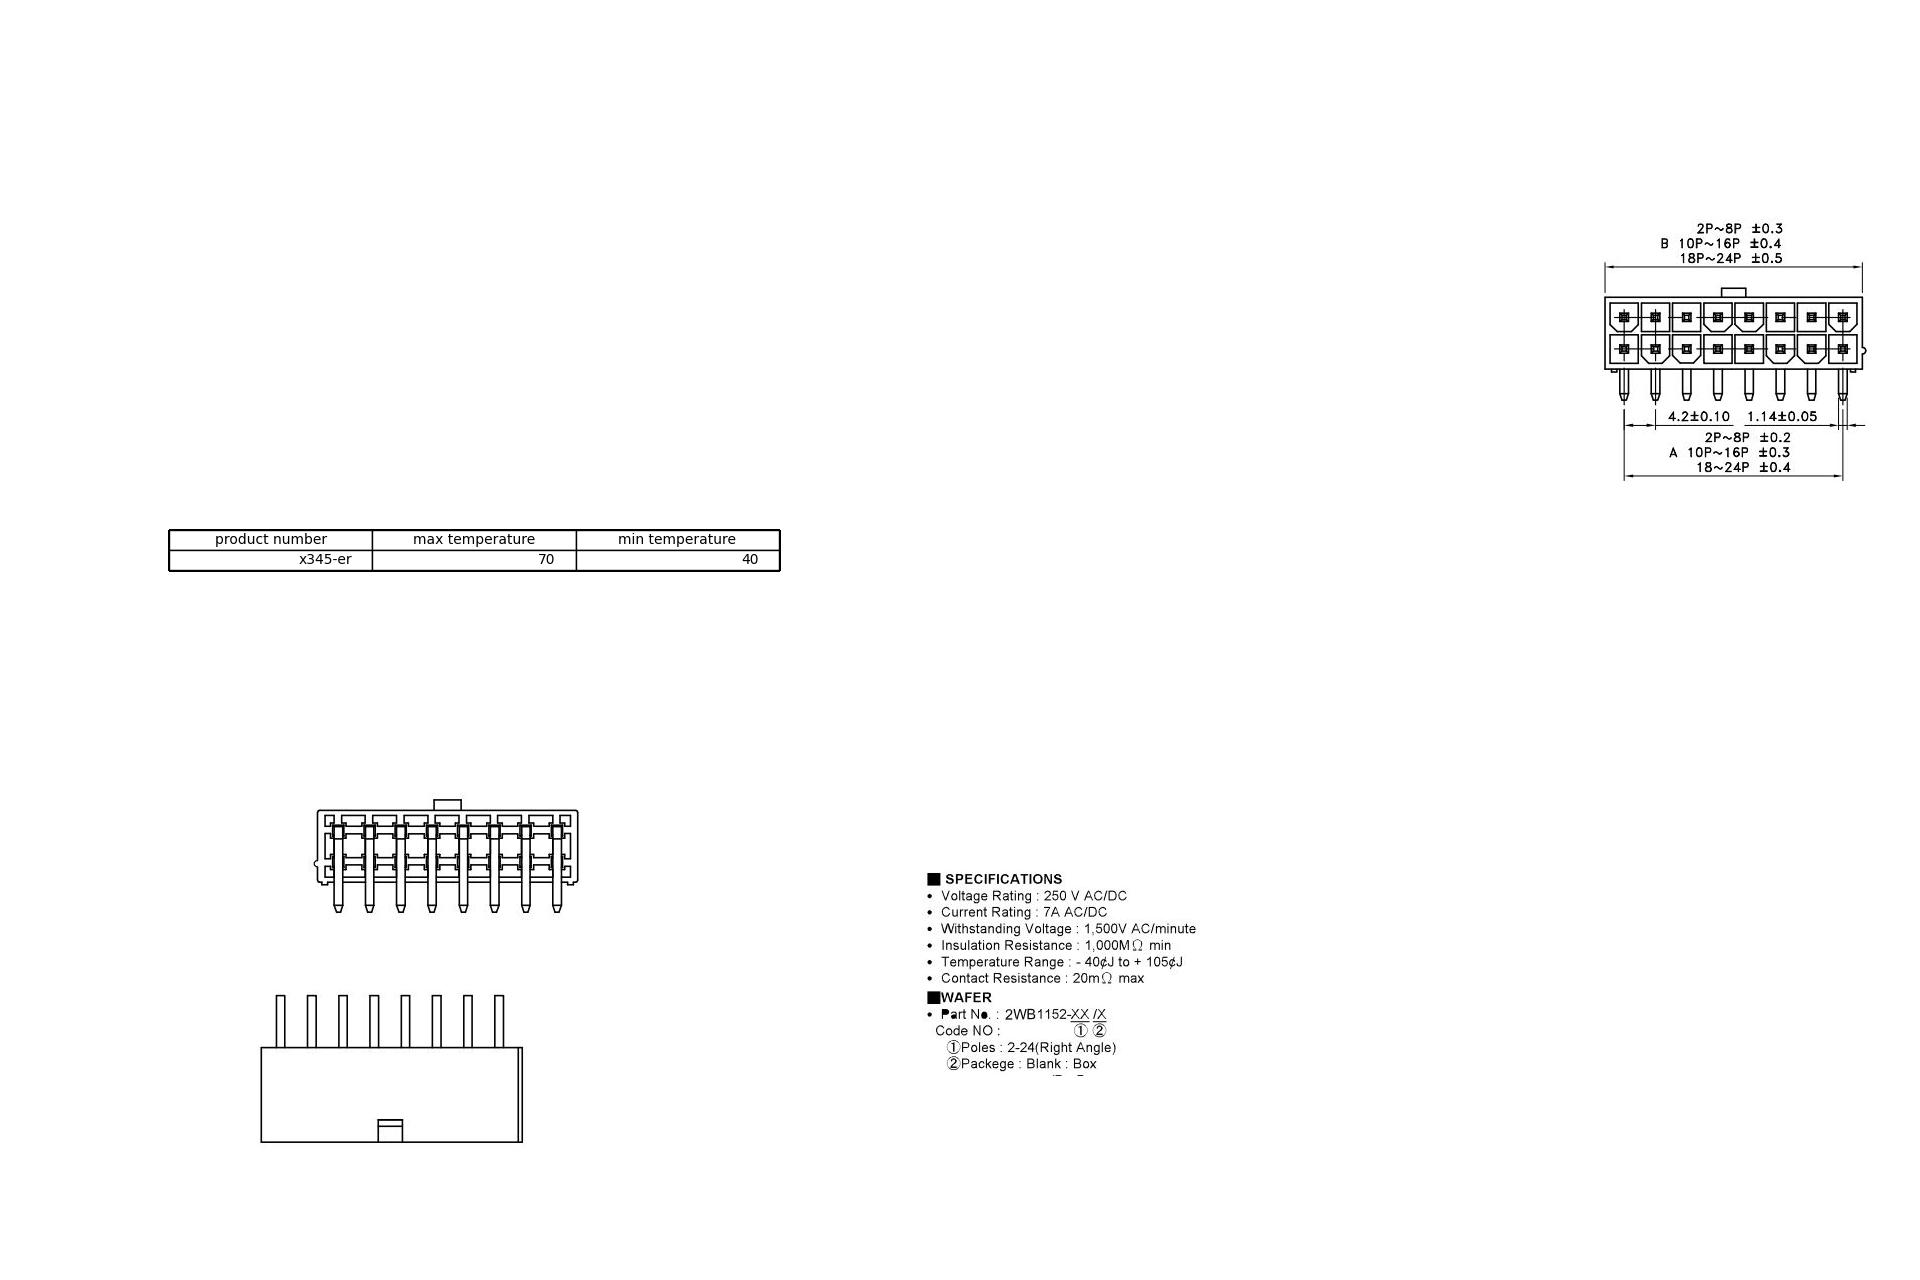 2P~8P ±0.3
B 10P~16P ±0.4
18P~24P ±0.5
4.2±0.10 1.14±0.05
2P~8P ±0.2
A 10P~16P ±0.3
18~24P ±0.4
product number max temperature min temperature
x345-er 70 40
■ SPECIFICATIONS
• Voltage Rating : 250 V AC/DC
• Current Rating : 7A AC/DC
• Withstanding Voltage : 1,500V AC/minute
• Insulation Resistance : 1,000MΩ min
• Temperature Range : - 40¢J to + 105¢J
• Contact Resistance : 20mΩ max
■WAFER
• Part No. : 2WB1152-XX /X
Code NO : ① ②
①Poles : 2-24(Right Angle)
②Packege : Blank : Box